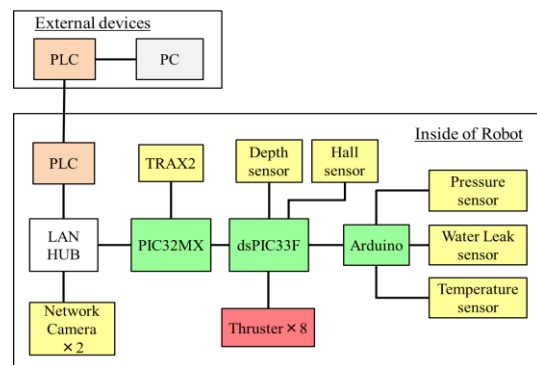 External devices
PLC
PC
Inside of Robot
PLC
TRAX2
Depth
sensor
Hall
sensor
Pressure
sensor
LAN
HUB
PIC32MX
dsPIC33F
Arduino
Water Leak
sensor
Network
Camera
×2
Thruster×8
Temperature
sensor